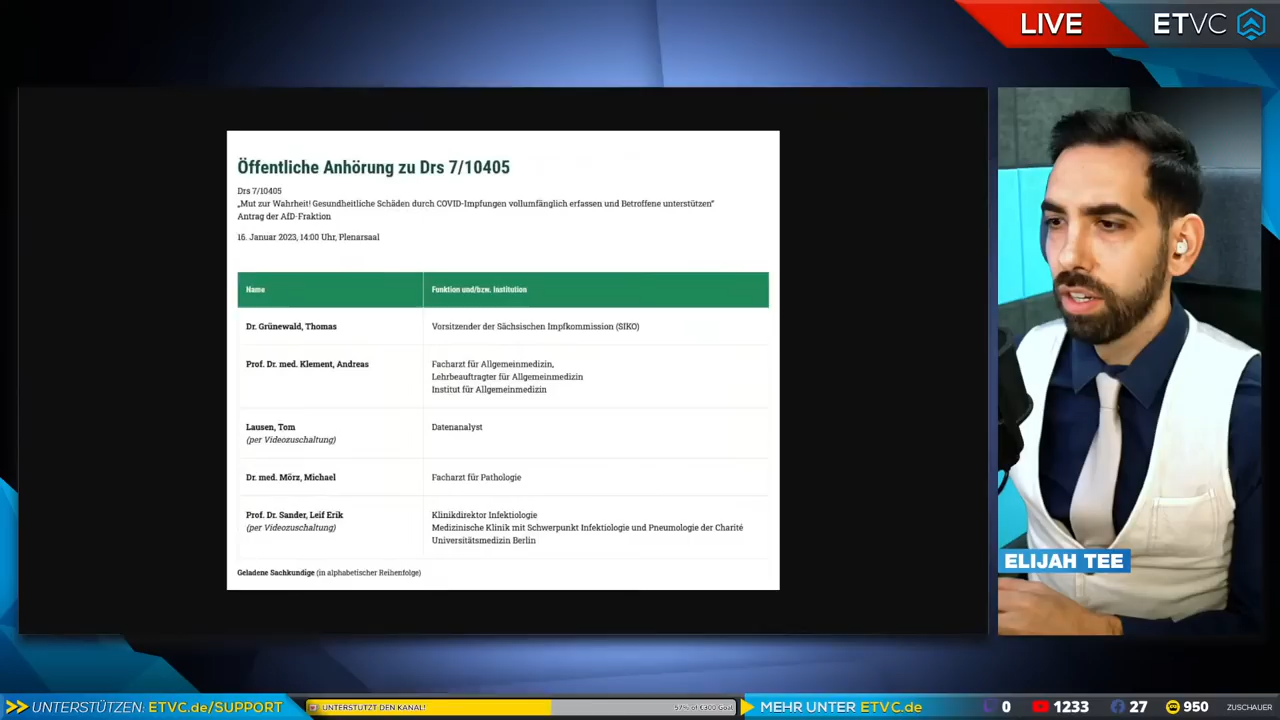 LIVE
ETVC
Öffentliche Anhörung zu Drs 7/10405
Drs 7/10405
„Mut zur Wahrheit! Gesundheitliche Schäden durch COVID-Impfungen vollumfänglich erfassen und Betroffene unterstützen“
Antrag der AfD-Fraktion
16. Januar 2023, 14:00 Uhr, Plenarsaal
Name
Funktion und/bzw. Institution
Dr. Grünewald, Thomas
Vorsitzender der Sächsischen Impfkommission (SIKO)
Prof. Dr. med. Klement, Andreas
Facharzt für Allgemeinmedizin,
Lehrbeauftragter für Allgemeinmedizin
Institut für Allgemeinmedizin
Lausen, Tom
(per Videozuschaltung)
Datenanalyst
Dr. med. Mörz, Michael
Facharzt für Pathologie
Prof. Dr. Sander, Leif Erik
(per Videozuschaltung)
Klinikdirektor Infektiologie
Medizinische Klinik mit Schwerpunkt Infektiologie und Pneumologie der Charité
Universitätsmedizin Berlin
Geladene Sachkundige (in alphabetischer Reihenfolge)
ELIJAH TEE
UNTERSTÜTZEN: ETVC.de/SUPPORT
UNTERSTÜTZT DEN KANAL!
57% of €300 Goal
MEHR UNTER ETVC.de
0
1233
27
950
ZUSCHAUER